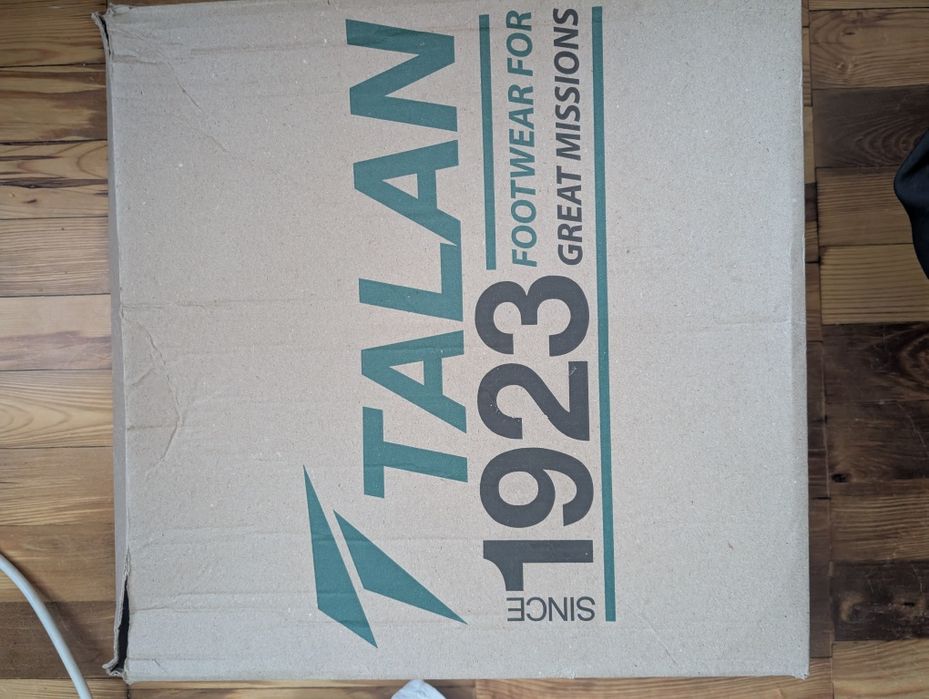 TALAN
SINCE 1923
FOOTWEAR FOR
GREAT MISSIONS